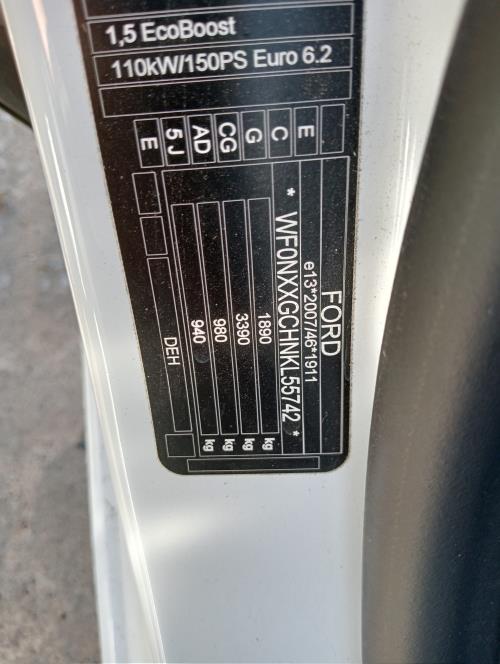 1,5 EcoBoost
110kW/150PS Euro 6.2
FORD
e13*2007/46*1911
* WF0NXXGCHNKL55742 *
1890 kg
3390 kg
980 kg
940 kg
DEH
E
C
G
CG
AD
5J
E